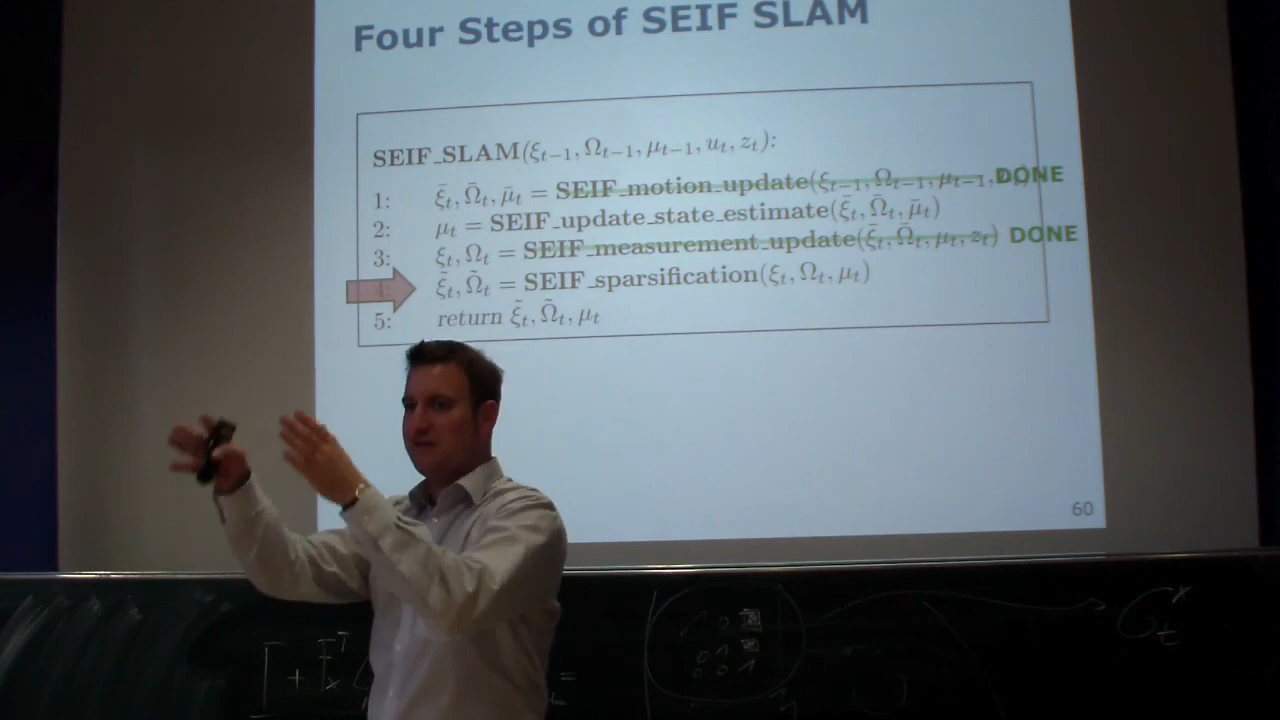 Four Steps of SEIF SLAM
SEIF_SLAM(ξ_{t−1}, Ω_{t−1}, μ_{t−1}, u_t, z_t):
1: ξ̄_t, Ω̄_t, μ̄_t = SEIF_motion_update(ξ_{t−1}, Ω_{t−1}, μ_{t−1}, DONE
2: μ_t = SEIF_update_state_estimate(ξ̄_t, Ω̄_t, μ̄_t)
3: ξ_t, Ω_t = SEIF_measurement_update(ξ̄_t, Ω̄_t, μ_t, z_t) DONE
4: ξ̃_t, Ω̃_t = SEIF_sparsification(ξ_t, Ω_t, μ_t)
5: return ξ̃_t, Ω̃_t, μ_t
60
I + F_x^T
=
G_t^x